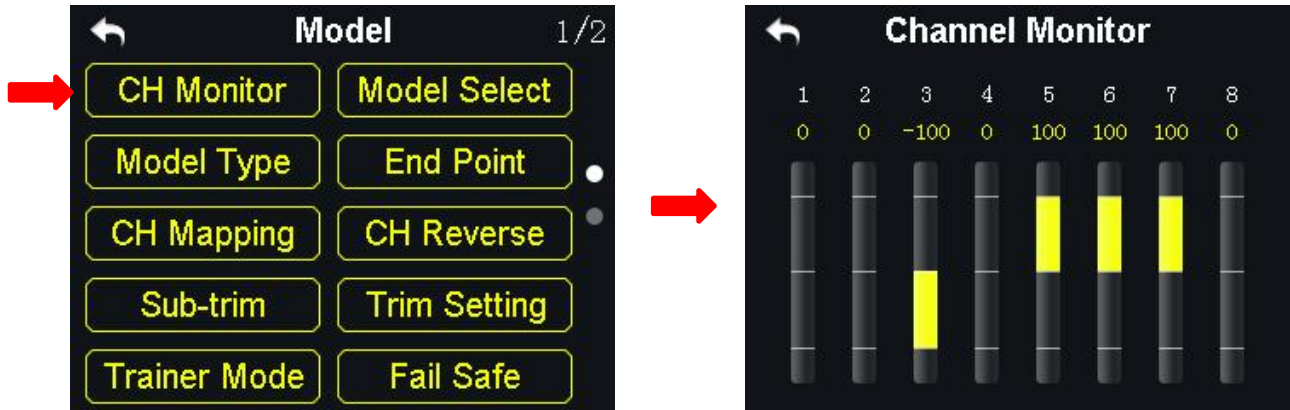 Model 1/2
CH Monitor Model Select
Model Type End Point
CH Mapping CH Reverse
Sub-trim Trim Setting
Trainer Mode Fail Safe
Channel Monitor
1 2 3 4 5 6 7 8
0 0 -100 0 100 100 100 0